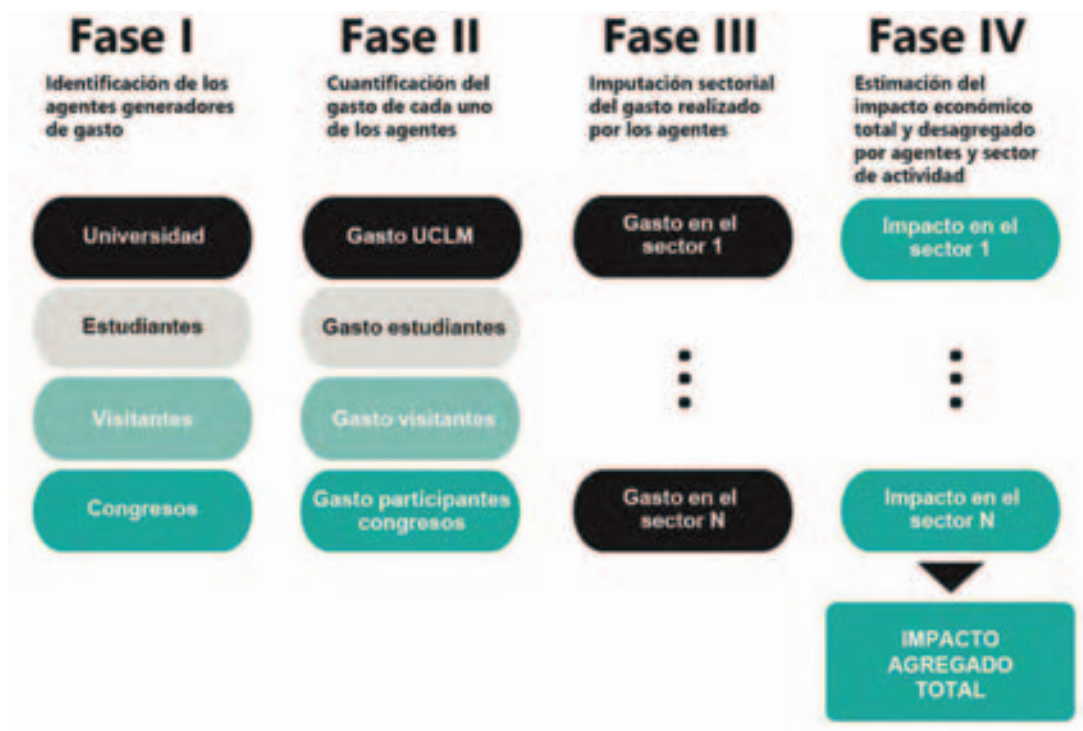 Fase I
Identificación de los
agentes generadores
de gasto
Universidad
Estudiantes
Visitantes
Congresos
Fase II
Cuantificación del
gasto de cada uno
de los agentes
Gasto UCLM
Gasto estudiantes
Gasto visitantes
Gasto participantes
congresos
Fase III
Imputación sectorial
del gasto realizado
por los agentes
Gasto en el
sector 1
Gasto en el
sector N
Fase IV
Estimación del
impacto económico
total y desagregado
por agentes y sector
de actividad
Impacto en el
sector 1
Impacto en el
sector N
IMPACTO
AGREGADO
TOTAL